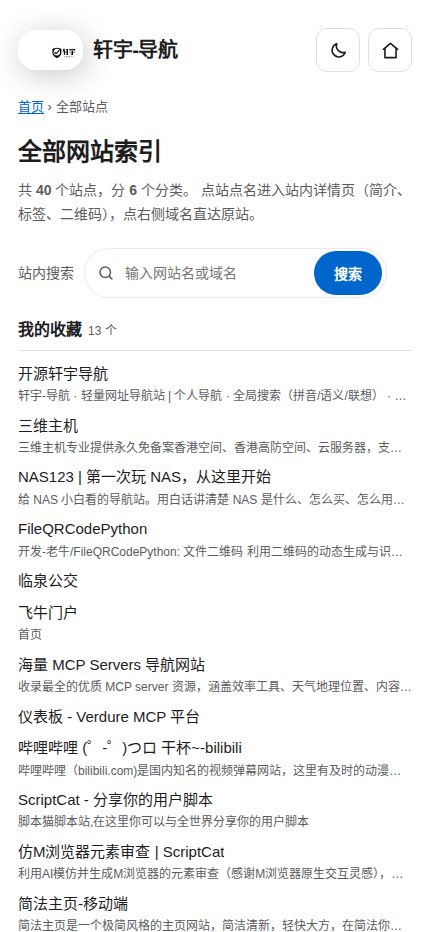 轩宇-导航
首页 › 全部站点
全部网站索引
共 40 个站点，分 6 个分类。 点站点名进入站内详情页（简介、
标签、二维码），点右侧域名直达原站。
站内搜索 输入网站名或域名 搜索
我的收藏 13 个
开源轩宇导航
轩宇-导航 · 轻量网址导航站 | 个人导航 · 全局搜索（拼音/语义/联想） · …
三维主机
三维主机专业提供永久免备案香港空间、香港高防空间、云服务器，支…
NAS123 | 第一次玩 NAS，从这里开始
给 NAS 小白看的导航站。用白话讲清楚 NAS 是什么、怎么买、怎么用…
FileQRCodePython
开发-老牛/FileQRCodePython: 文件二维码 利用二维码的动态生成与识…
临泉公交
飞牛门户
首页
海量 MCP Servers 导航网站
收录最全的优质 MCP server 资源，涵盖效率工具、天气地理位置、内容…
仪表板 - Verdure MCP 平台
哔哩哔哩 (゜-゜)つロ 干杯~-bilibili
哔哩哔哩（bilibili.com)是国内知名的视频弹幕网站，这里有及时的动漫…
ScriptCat - 分享你的用户脚本
脚本猫脚本站,在这里你可以与全世界分享你的用户脚本
仿M浏览器元素审查 | ScriptCat
利用AI模仿并生成M浏览器的元素审查（感谢M浏览器原生交互灵感），…
简法主页-移动端
简法主页是一个极简风格的主页网站，简洁清新，轻快大方，在简法你…